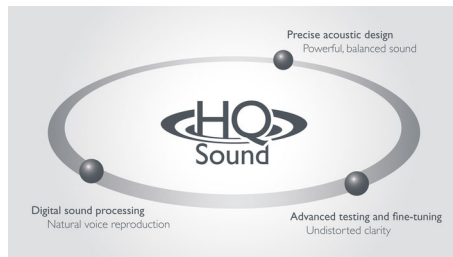 Precise acoustic design
Powerful, balanced sound
HQ
Sound
Digital sound processing
Natural voice reproduction
Advanced testing and fine-tuning
Undistorted clarity